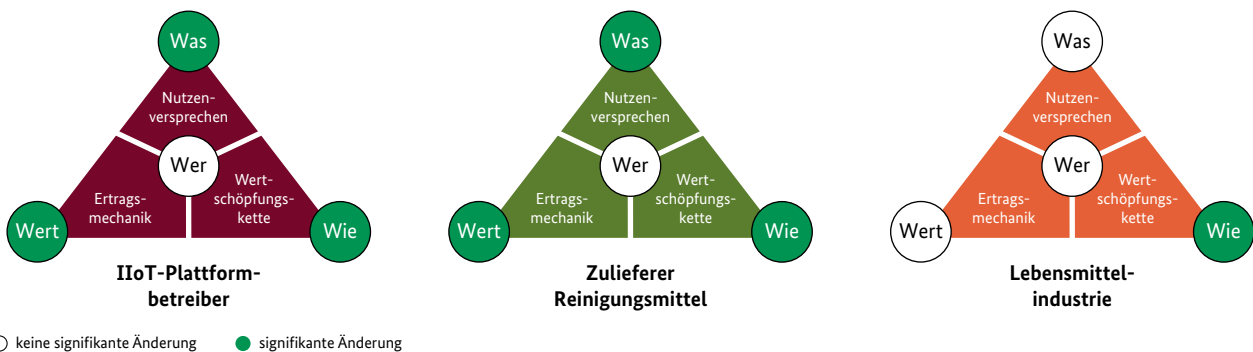 Was
Nutzen-
versprechen
Wer
Ertrags-
mechanik
Wert-
schöpfungs-
kette
Wert
Wie
IIoT-Plattform-
betreiber
Was
Nutzen-
versprechen
Wer
Ertrags-
mechanik
Wert-
schöpfungs-
kette
Wert
Wie
Zulieferer
Reinigungsmittel
Was
Nutzen-
versprechen
Wer
Ertrags-
mechanik
Wert-
schöpfungs-
kette
Wert
Wie
Lebensmittel-
industrie
keine signifikante Änderung
signifikante Änderung